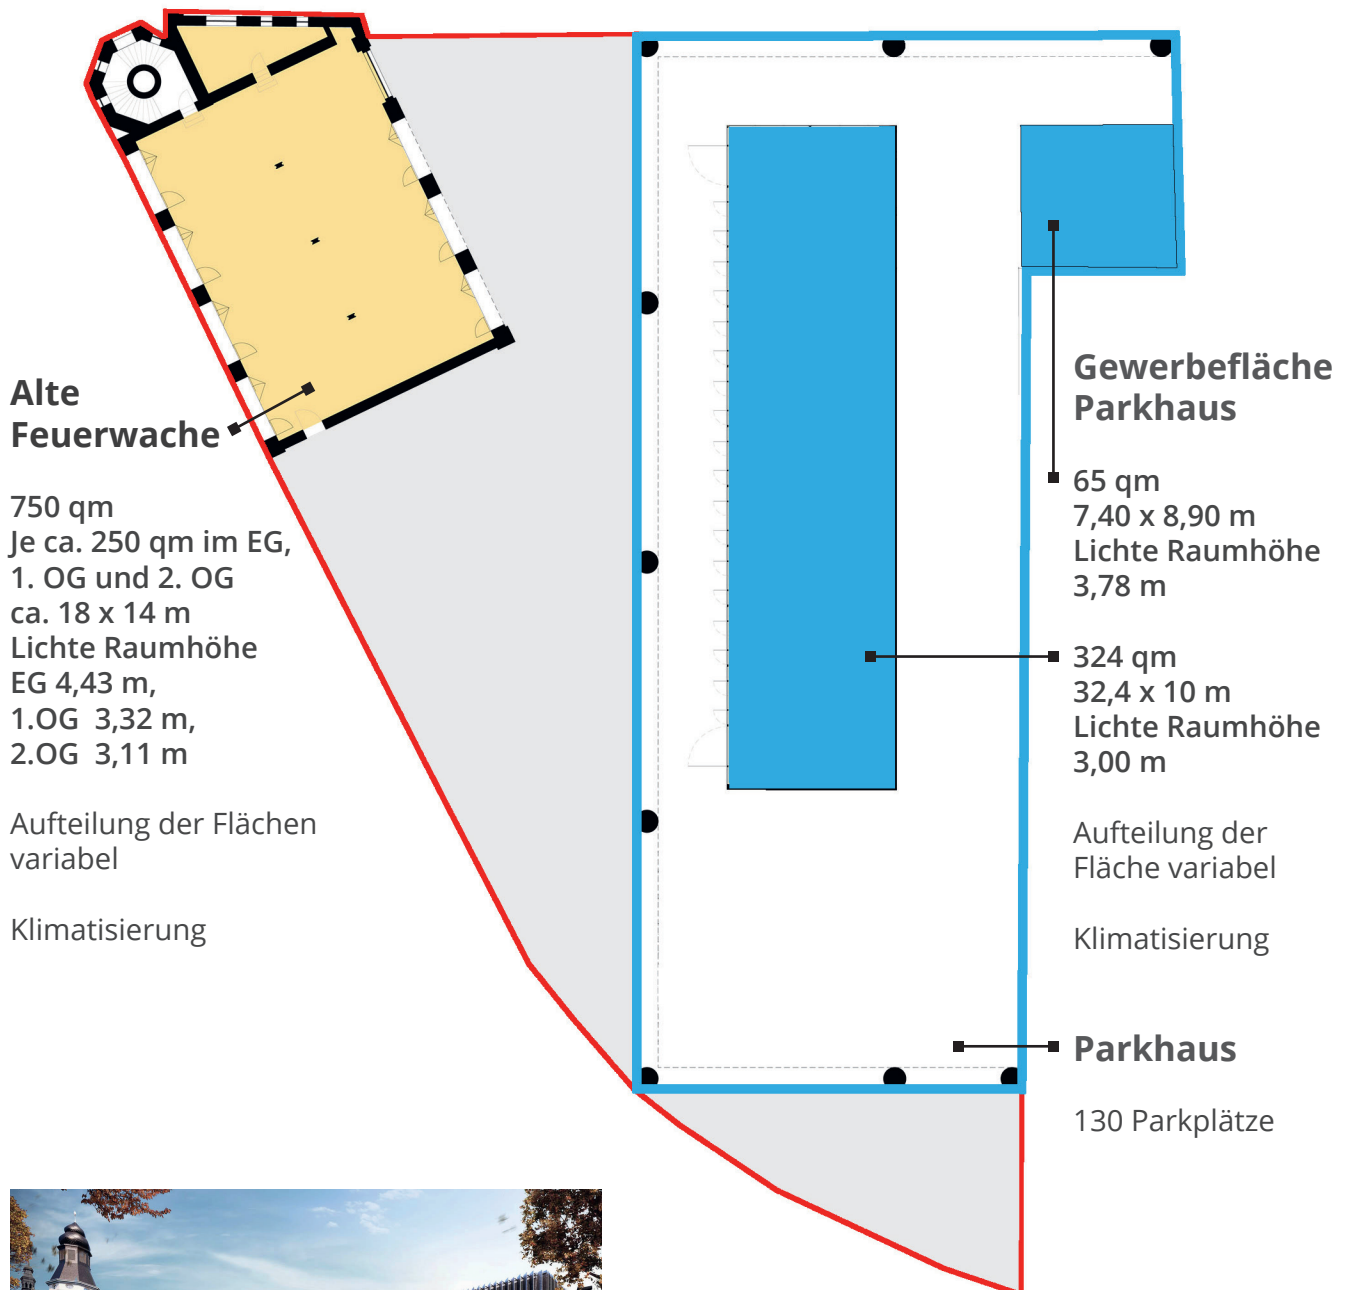 Alte
Feuerwache
750 qm
Je ca. 250 qm im EG,
1. OG und 2. OG
ca. 18 x 14 m
Lichte Raumhöhe
EG 4,43 m,
1.OG  3,32 m,
2.OG  3,11 m
Aufteilung der Flächen
variabel
Klimatisierung
Gewerbefläche
Parkhaus
65 qm
7,40 x 8,90 m
Lichte Raumhöhe
3,78 m
324 qm
32,4 x 10 m
Lichte Raumhöhe
3,00 m
Aufteilung der
Fläche variabel
Klimatisierung
Parkhaus
130 Parkplätze